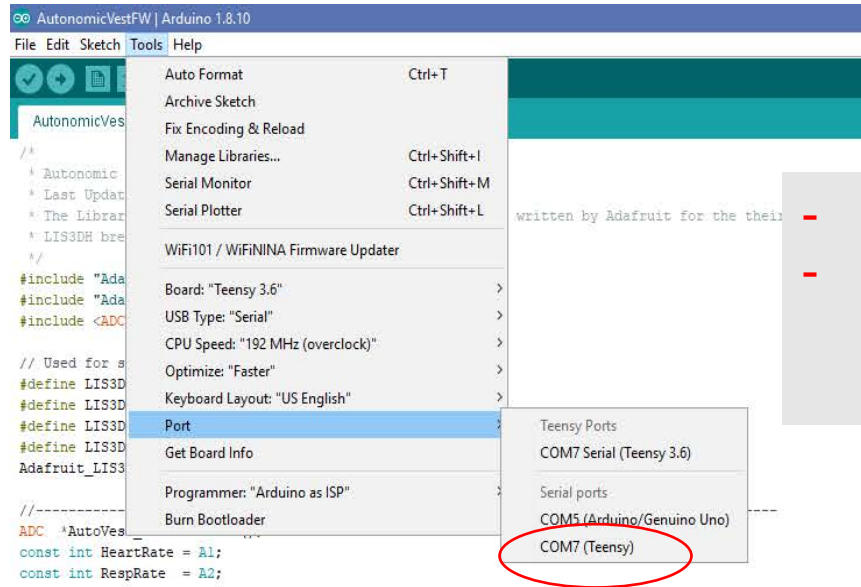 AutonomicVestFW | Arduino 1.8.10
File Edit Sketch Tools Help
AutonomicVes
Auto Format Ctrl+T
Archive Sketch
Fix Encoding & Reload
Manage Libraries... Ctrl+Shift+I
Serial Monitor Ctrl+Shift+M
Serial Plotter Ctrl+Shift+L
WiFi101 / WiFiNINA Firmware Updater
Board: "Teensy 3.6"
USB Type: "Serial"
CPU Speed: "192 MHz (overclock)"
Optimize: "Faster"
Keyboard Layout: "US English"
Port
Get Board Info
Programmer: "Arduino as ISP"
Burn Bootloader
Teensy Ports
COM7 Serial (Teensy 3.6)
Serial ports
COM5 (Arduino/Genuino Uno)
COM7 (Teensy)
/*
* Autonomic
* Last Updat
* The Librar written by Adafruit for the their
* LIS3DH bre
*/
#include "Ada
#include "Ada
#include <ADC
// Used for s
#define LIS3D
#define LIS3D
#define LIS3D
#define LIS3D
Adafruit_LIS3
//-----------
ADC *AutoVes
const int HeartRate = A1;
const int RespRate = A2;
-
-